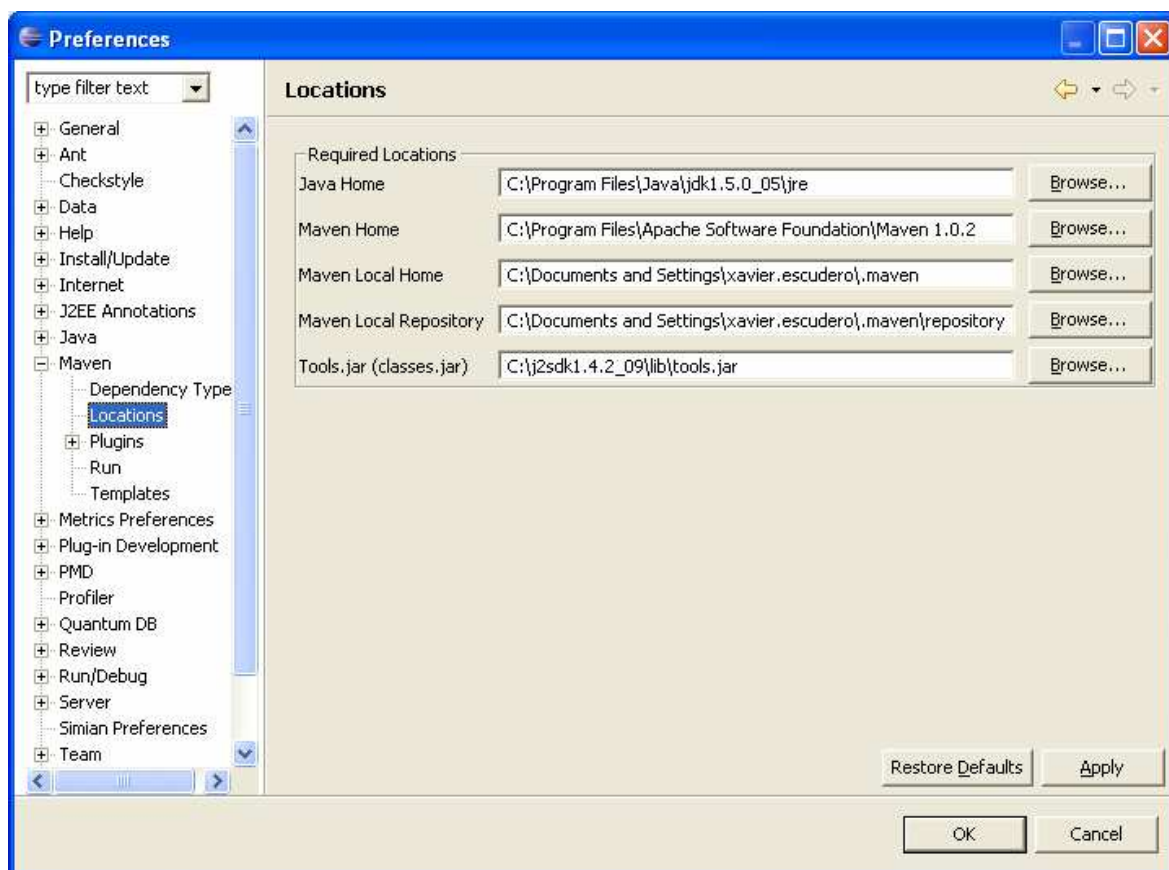 Preferences
type filter text
Locations
General
Ant
Checkstyle
Data
Help
Install/Update
Internet
J2EE Annotations
Java
Maven
Dependency Type
Locations
Plugins
Run
Templates
Metrics Preferences
Plug-in Development
PMD
Profiler
Quantum DB
Review
Run/Debug
Server
Simian Preferences
Team
Required Locations
Java Home C:\Program Files\Java\jdk1.5.0_05\jre Browse...
Maven Home C:\Program Files\Apache Software Foundation\Maven 1.0.2 Browse...
Maven Local Home C:\Documents and Settings\xavier.escudero\.maven Browse...
Maven Local Repository C:\Documents and Settings\xavier.escudero\.maven\repository Browse...
Tools.jar (classes.jar) C:\j2sdk1.4.2_09\lib\tools.jar Browse...
Restore Defaults Apply
OK Cancel